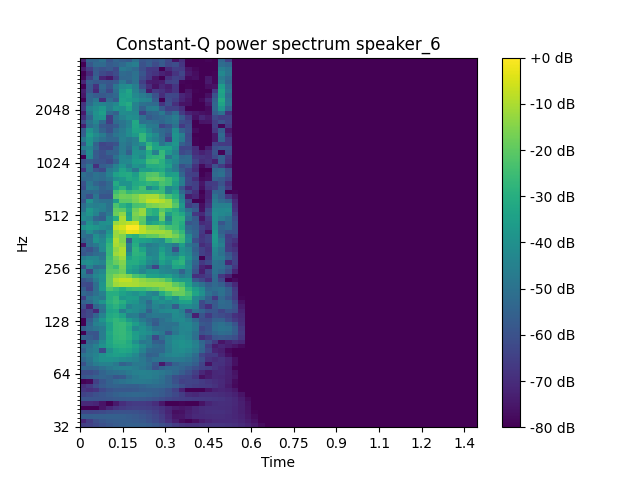 Constant-Q power spectrum speaker_6
+0 dB
2048
-10 dB
-20 dB
1024
-30 dB
512
Hz
-40 dB
256
-50 dB
128
-60 dB
64
-70 dB
32
-80 dB
0 0.15 0.3 0.45 0.6 0.75 0.9 1.1 1.2 1.4
Time